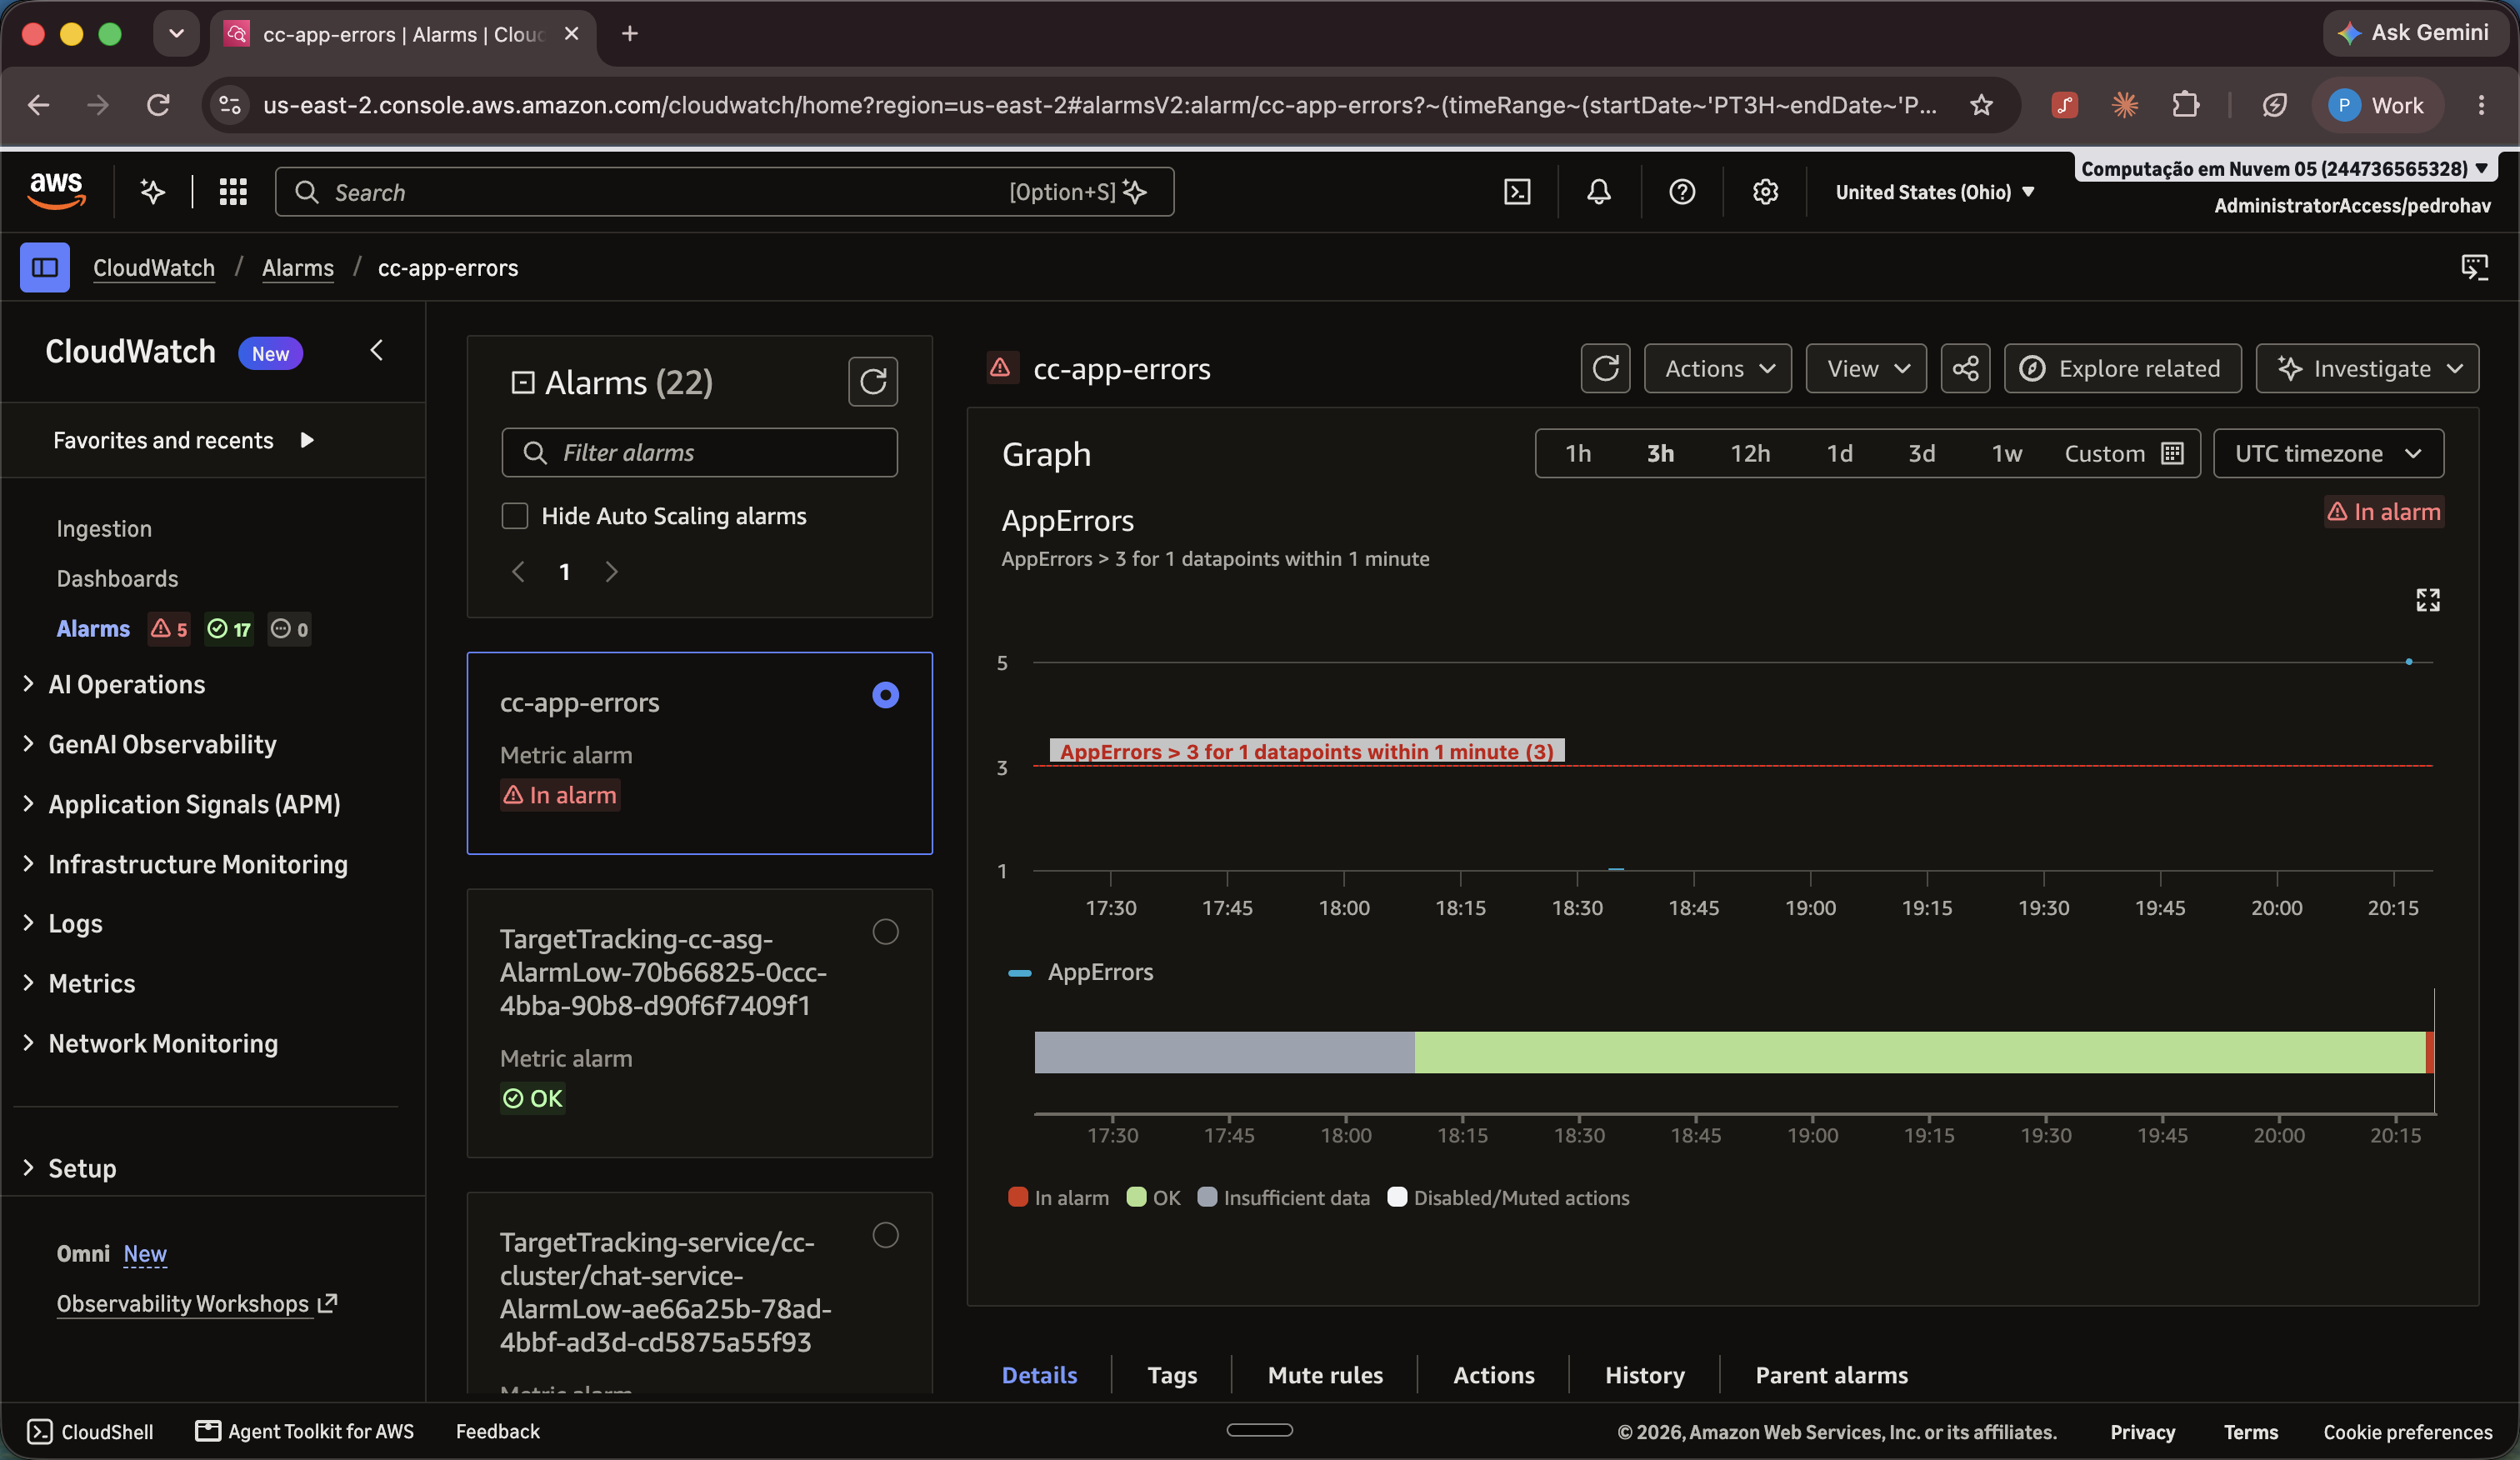 cc-app-errors | Alarms | Clou
Ask Gemini
us-east-2.console.aws.amazon.com/cloudwatch/home?region=us-east-2#alarmsV2:alarm/cc-app-errors?~(timeRange~(startDate~'PT3H~endDate~'P...
P Work
aws
Search
[Option+S]
United States (Ohio)
Computação em Nuvem 05 (244736565328)
AdministratorAccess/pedrohav
CloudWatch / Alarms / cc-app-errors
CloudWatch New
Favorites and recents
Ingestion
Dashboards
Alarms 5 17 0
AI Operations
GenAI Observability
Application Signals (APM)
Infrastructure Monitoring
Logs
Metrics
Network Monitoring
Setup
Omni New
Observability Workshops
Alarms (22)
Filter alarms
Hide Auto Scaling alarms
1
cc-app-errors
Metric alarm
In alarm
TargetTracking-cc-asg-
AlarmLow-70b66825-0ccc-
4bba-90b8-d90f6f7409f1
Metric alarm
OK
TargetTracking-service/cc-
cluster/chat-service-
AlarmLow-ae66a25b-78ad-
4bbf-ad3d-cd5875a55f93
Metric alarm
cc-app-errors
Actions
View
Explore related
Investigate
Graph
1h 3h 12h 1d 3d 1w Custom
UTC timezone
AppErrors
In alarm
AppErrors > 3 for 1 datapoints within 1 minute
5
AppErrors > 3 for 1 datapoints within 1 minute (3)
3
1
17:30 17:45 18:00 18:15 18:30 18:45 19:00 19:15 19:30 19:45 20:00 20:15
AppErrors
17:30 17:45 18:00 18:15 18:30 18:45 19:00 19:15 19:30 19:45 20:00 20:15
In alarm OK Insufficient data Disabled/Muted actions
Details Tags Mute rules Actions History Parent alarms
CloudShell Agent Toolkit for AWS Feedback
© 2026, Amazon Web Services, Inc. or its affiliates. Privacy Terms Cookie preferences